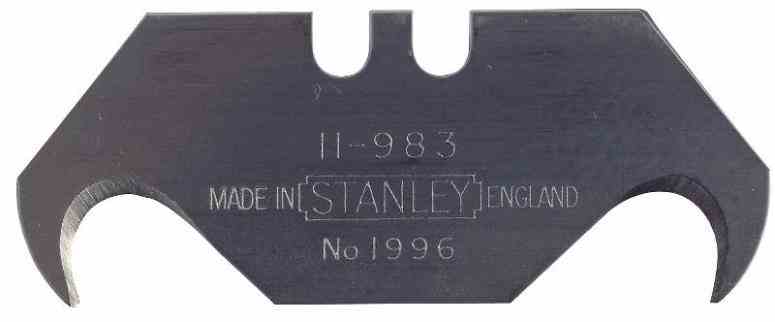 11-983
MADE IN [STANLEY] ENGLAND
No 1996